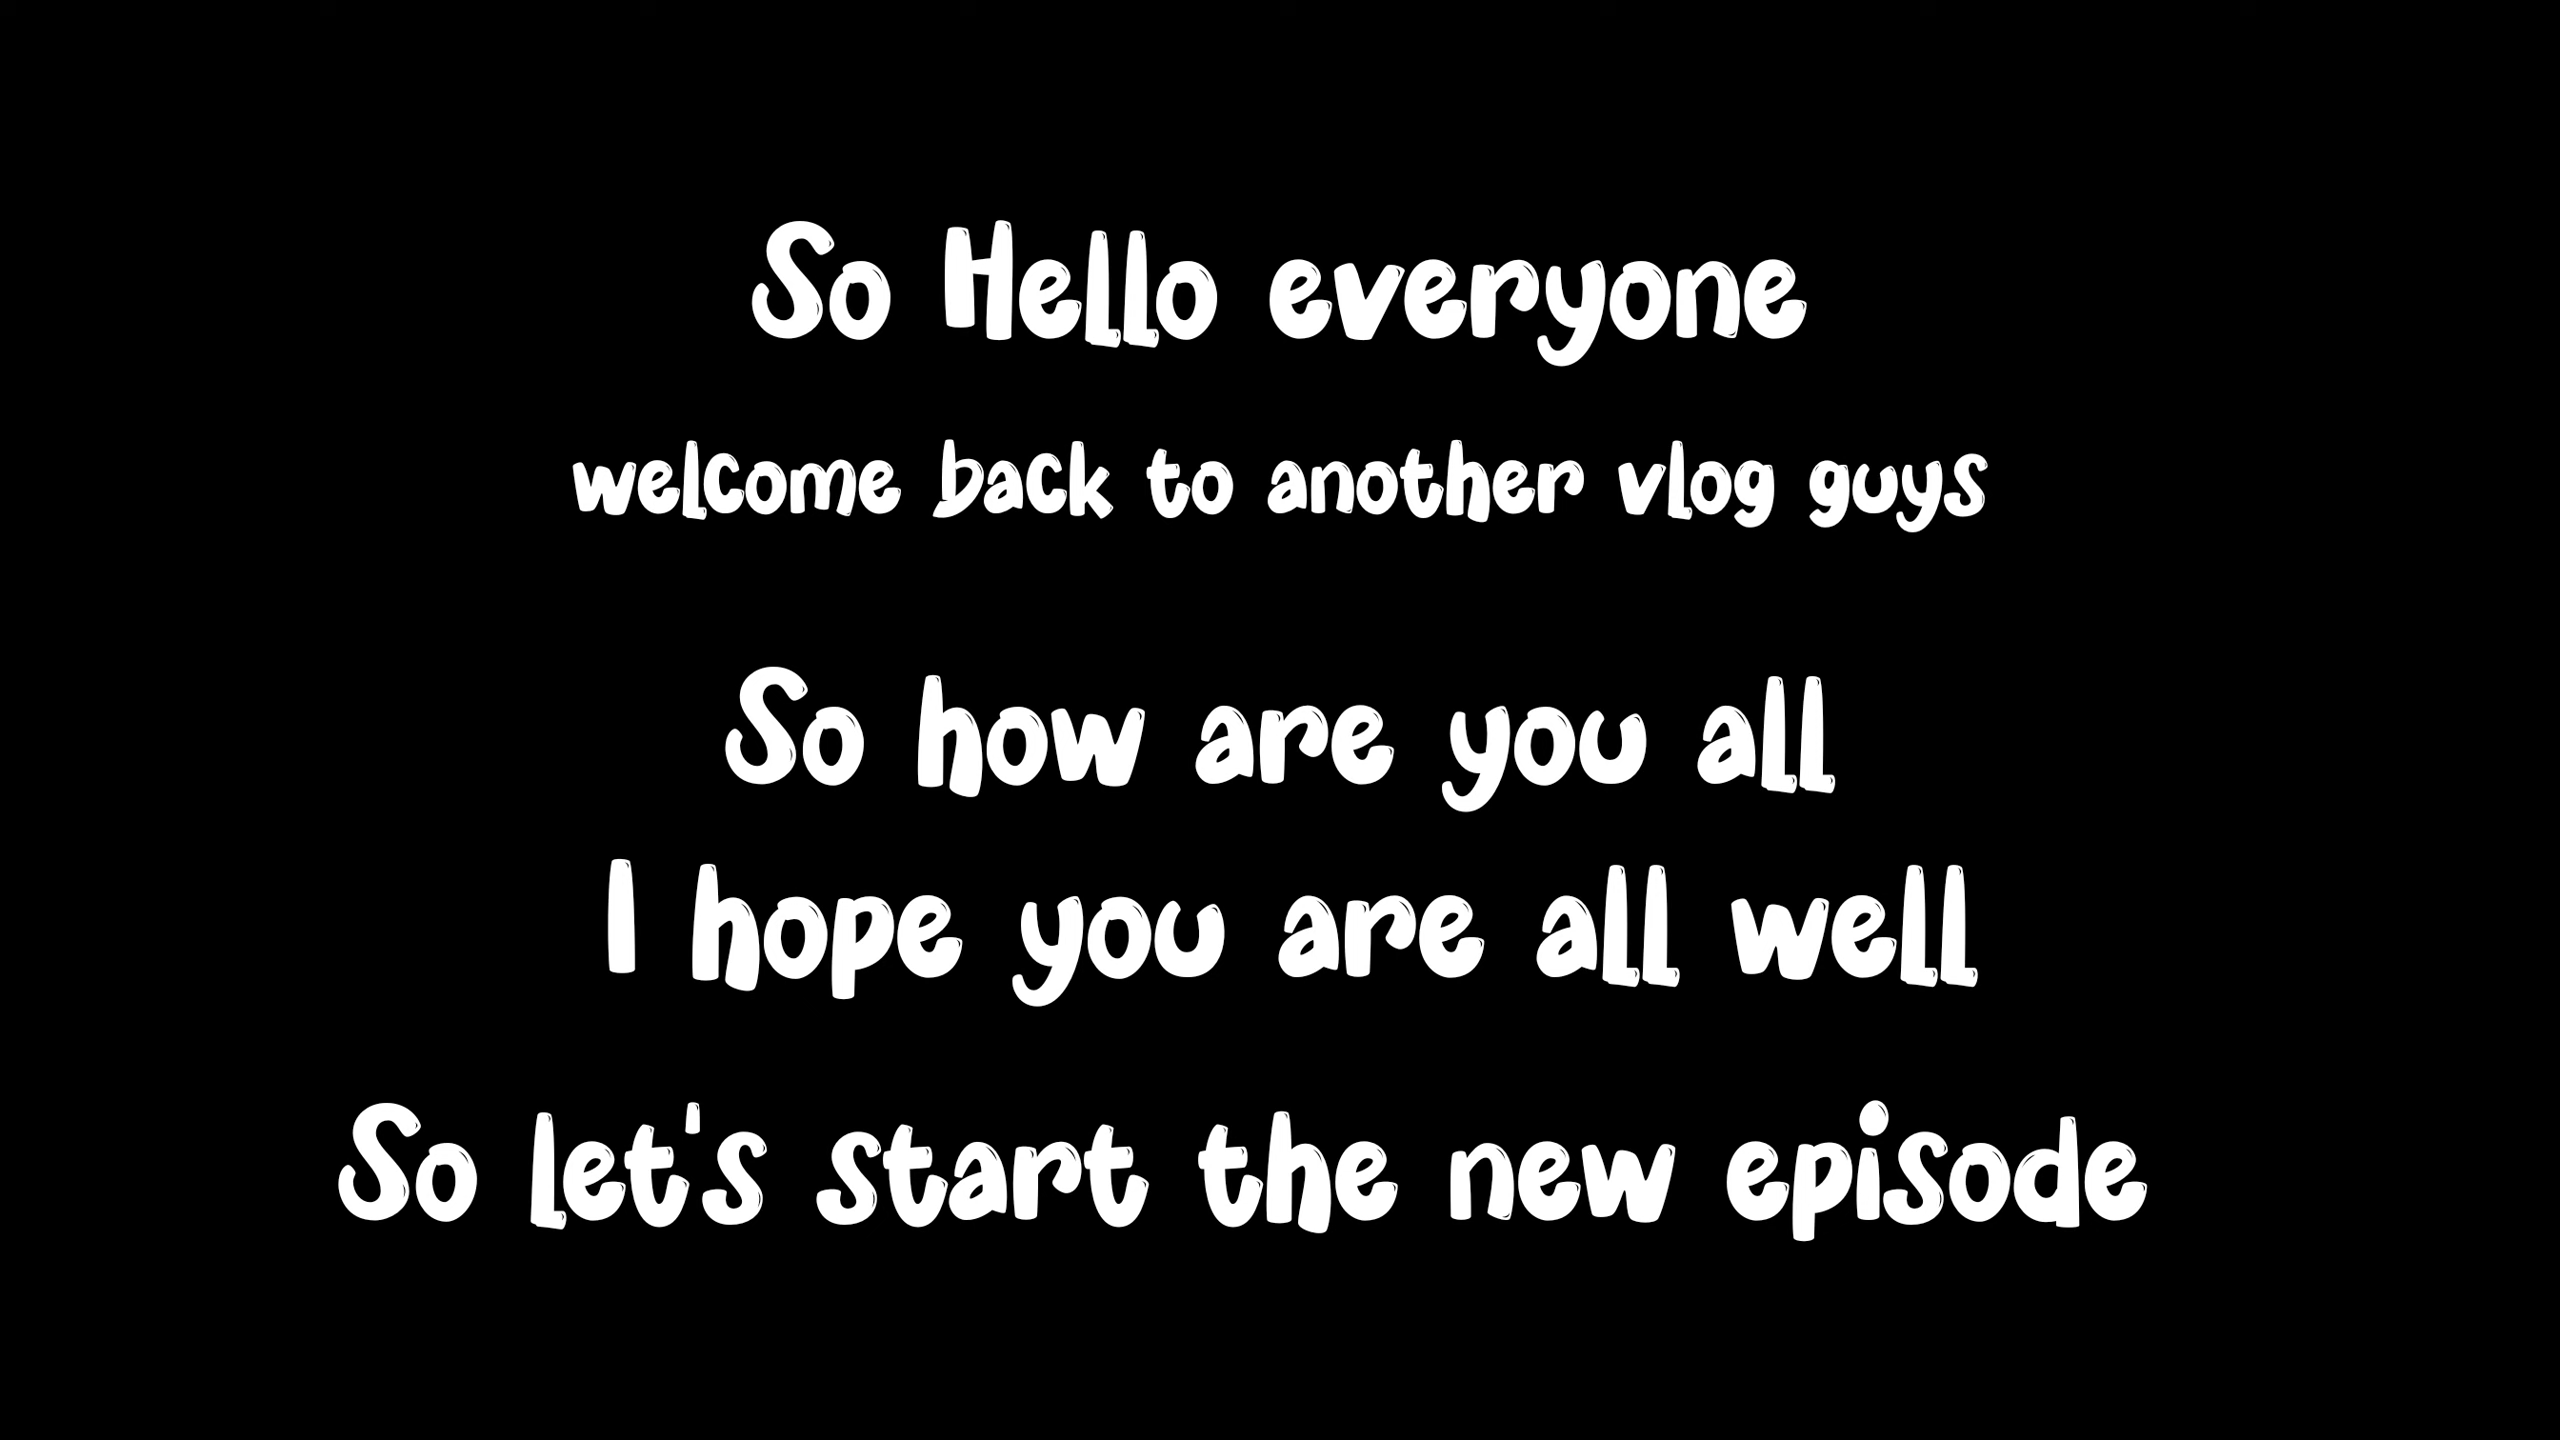 So Hello everyone
welcome back to another vlog guys
So how are you all
I hope you are all well
So let's start the new episode